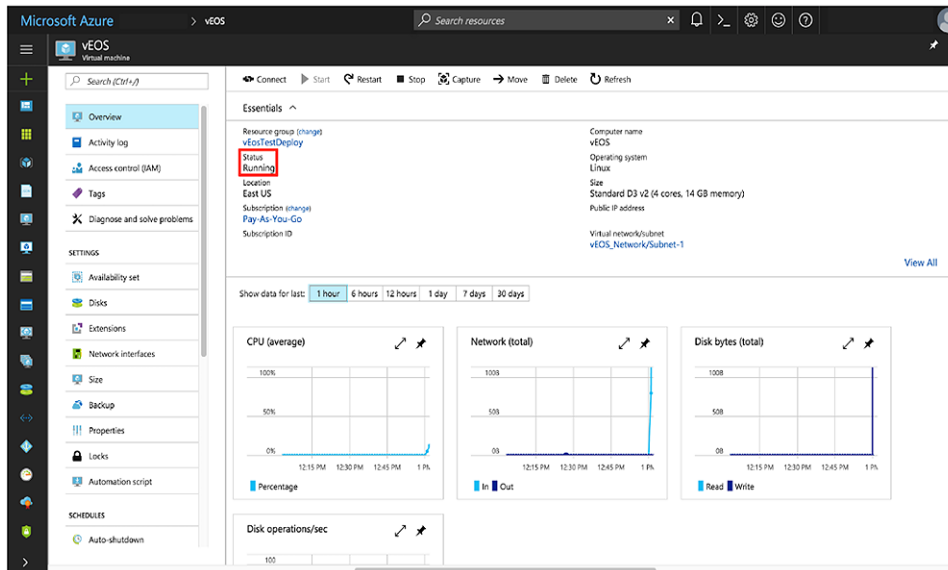 Microsoft Azure
vEOS
Search resources
vEOS
Virtual machine
Search (Ctrl+/)
Overview
Activity log
Access control (IAM)
Tags
Diagnose and solve problems
SETTINGS
Availability set
Disks
Extensions
Network interfaces
Size
Backup
Properties
Locks
Automation script
SCHEDULES
Auto-shutdown
Connect Start Restart Stop Capture Move Delete Refresh
Essentials
Resource group (change)
vEosTestDeploy
Status
Running
Location
East US
Subscription (change)
Pay-As-You-Go
Subscription ID
Computer name
vEOS
Operating system
Linux
Size
Standard D3 v2 (4 cores, 14 GB memory)
Public IP address
Virtual network/subnet
vEOS_Network/Subnet-1
View All
Show data for last: 1 hour 6 hours 12 hours 1 day 7 days 30 days
CPU (average)
100%
50%
0%
12:15 PM 12:30 PM 12:45 PM 1 PM
Percentage
Network (total)
100B
50B
0B
12:15 PM 12:30 PM 12:45 PM 1 PM
In Out
Disk bytes (total)
100B
50B
0B
12:15 PM 12:30 PM 12:45 PM 1 PM
Read Write
Disk operations/sec
100